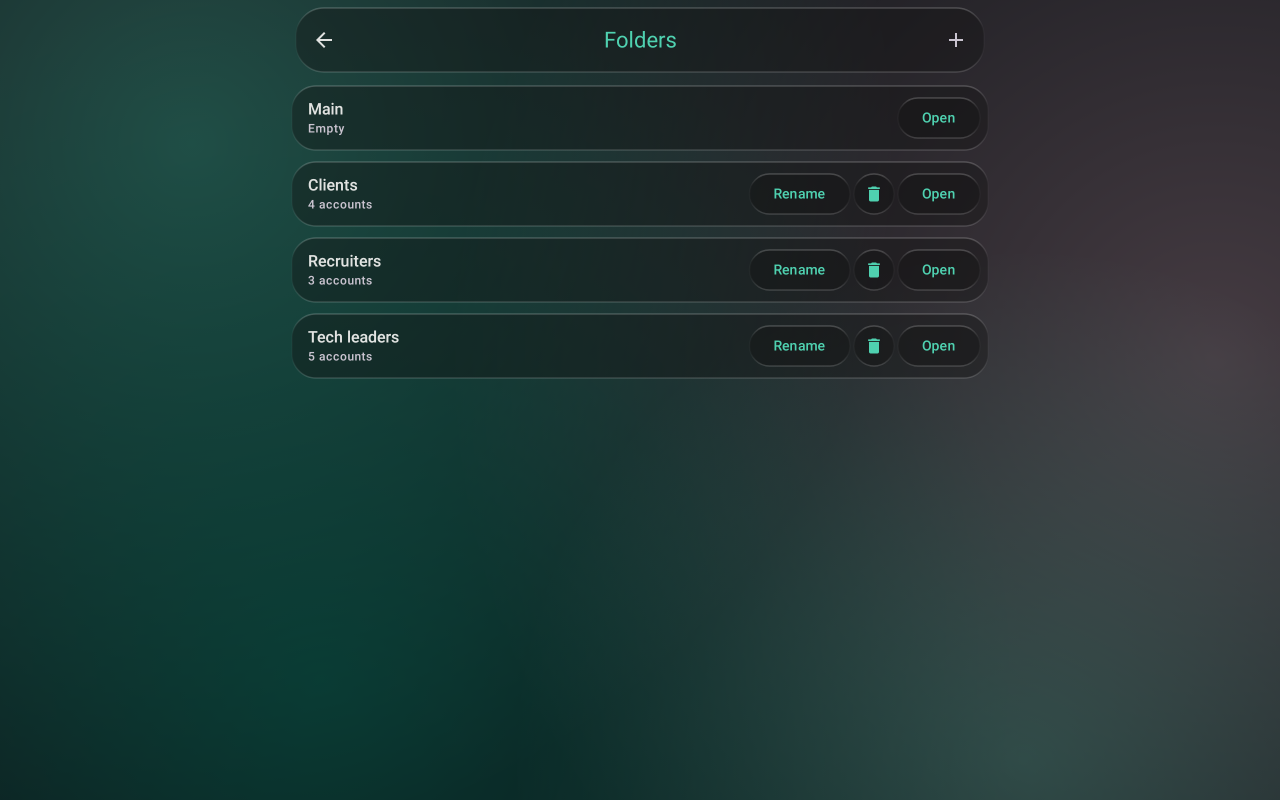 Folders
Main
Empty
Open
Clients
4 accounts
Rename
Open
Recruiters
3 accounts
Rename
Open
Tech leaders
5 accounts
Rename
Open